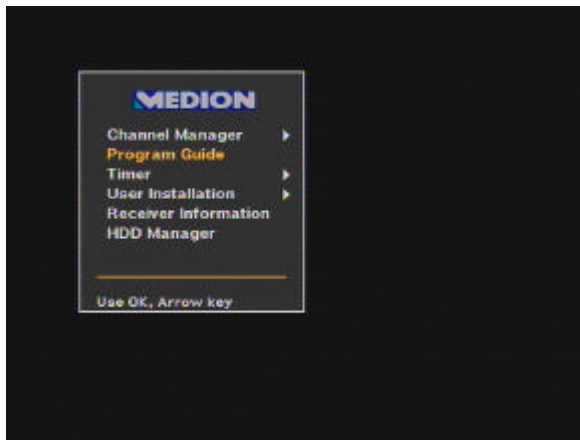 MEDION
Channel Manager
Program Guide
Timer
User Installation
Receiver Information
HDD Manager
Use OK, Arrow key